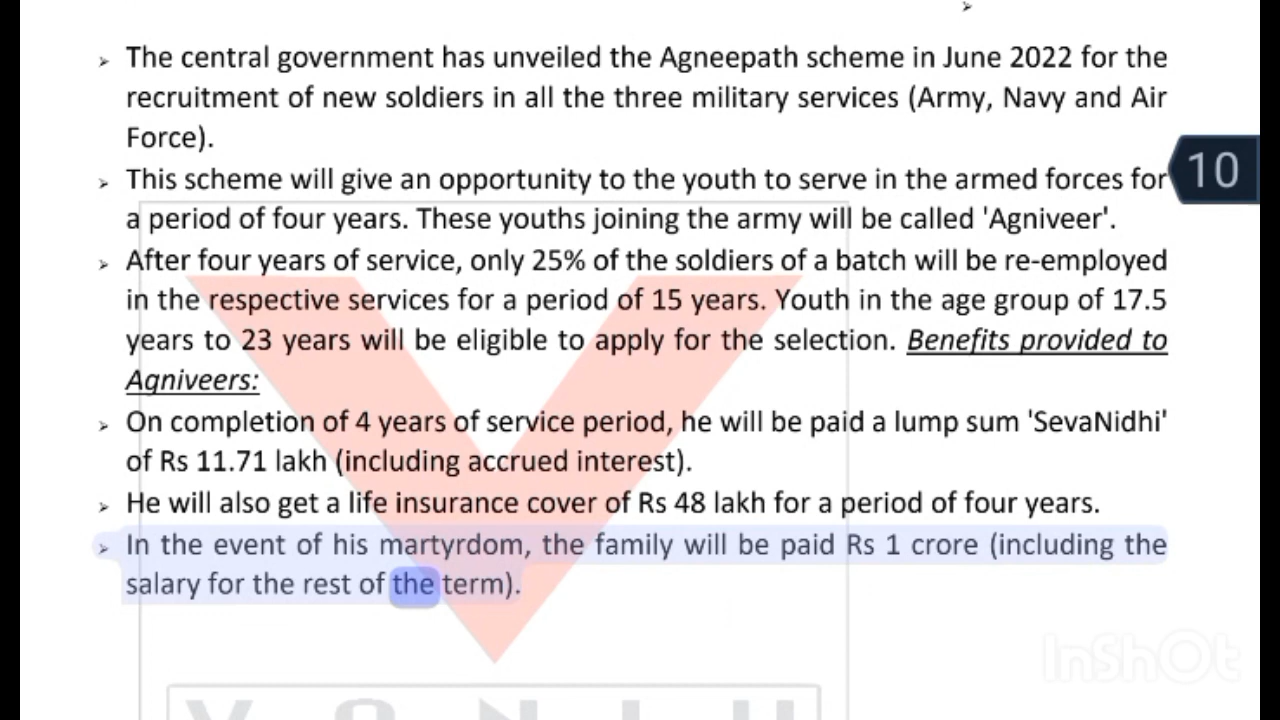 The central government has unveiled the Agneepath scheme in June 2022 for the
recruitment of new soldiers in all the three military services (Army, Navy and Air
Force).
10
This scheme will give an opportunity to the youth to serve in the armed forces for
a period of four years. These youths joining the army will be called 'Agniveer'.
After four years of service, only 25% of the soldiers of a batch will be re-employed
in the respective services for a period of 15 years. Youth in the age group of 17.5
years to 23 years will be eligible to apply for the selection. Benefits provided to
Agniveers:
On completion of 4 years of service period, he will be paid a lump sum 'SevaNidhi'
of Rs 11.71 lakh (including accrued interest).
He will also get a life insurance cover of Rs 48 lakh for a period of four years.
In the event of his martyrdom, the family will be paid Rs 1 crore (including the
salary for the rest of the term).
InShOt